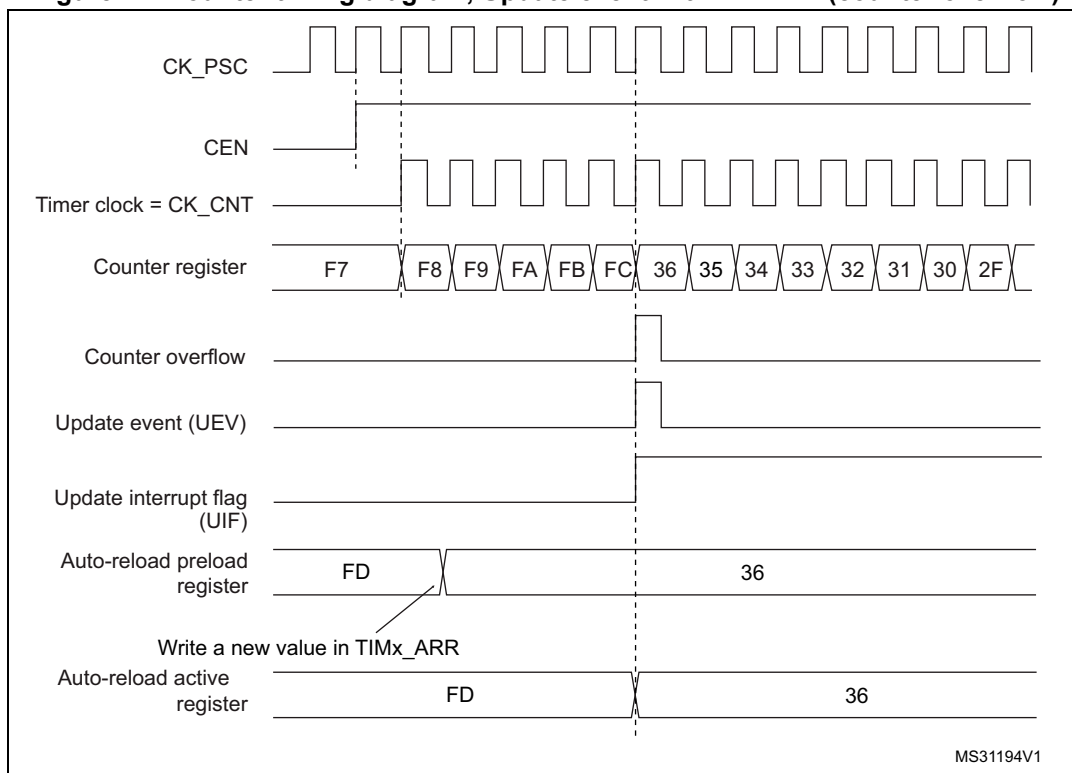 CK_PSC
CEN
Timer clock = CK_CNT
Counter register F7 F8 F9 FA FB FC 36 35 34 33 32 31 30 2F
Counter overflow
Update event (UEV)
Update interrupt flag
(UIF)
Auto-reload preload
register
FD 36
Write a new value in TIMx_ARR
Auto-reload active
register
FD 36
MS31194V1